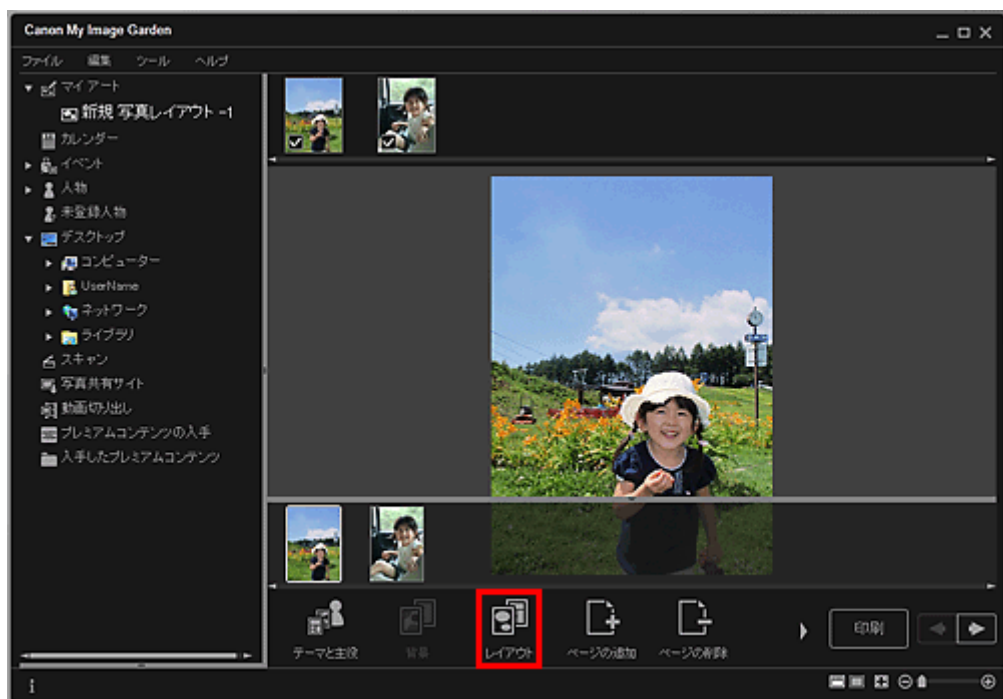 Canon My Image Garden
ファイル 編集 ツール ヘルプ
マイ アート
新規 写真レイアウト -1
カレンダー
イベント
人物
未登録人物
デスクトップ
コンピューター
UserName
ネットワーク
ライブラリ
スキャン
写真共有サイト
動画切り出し
プレミアムコンテンツの入手
入手したプレミアムコンテンツ
テーマと主役 背景 レイアウト ページの追加 ページの削除 印刷